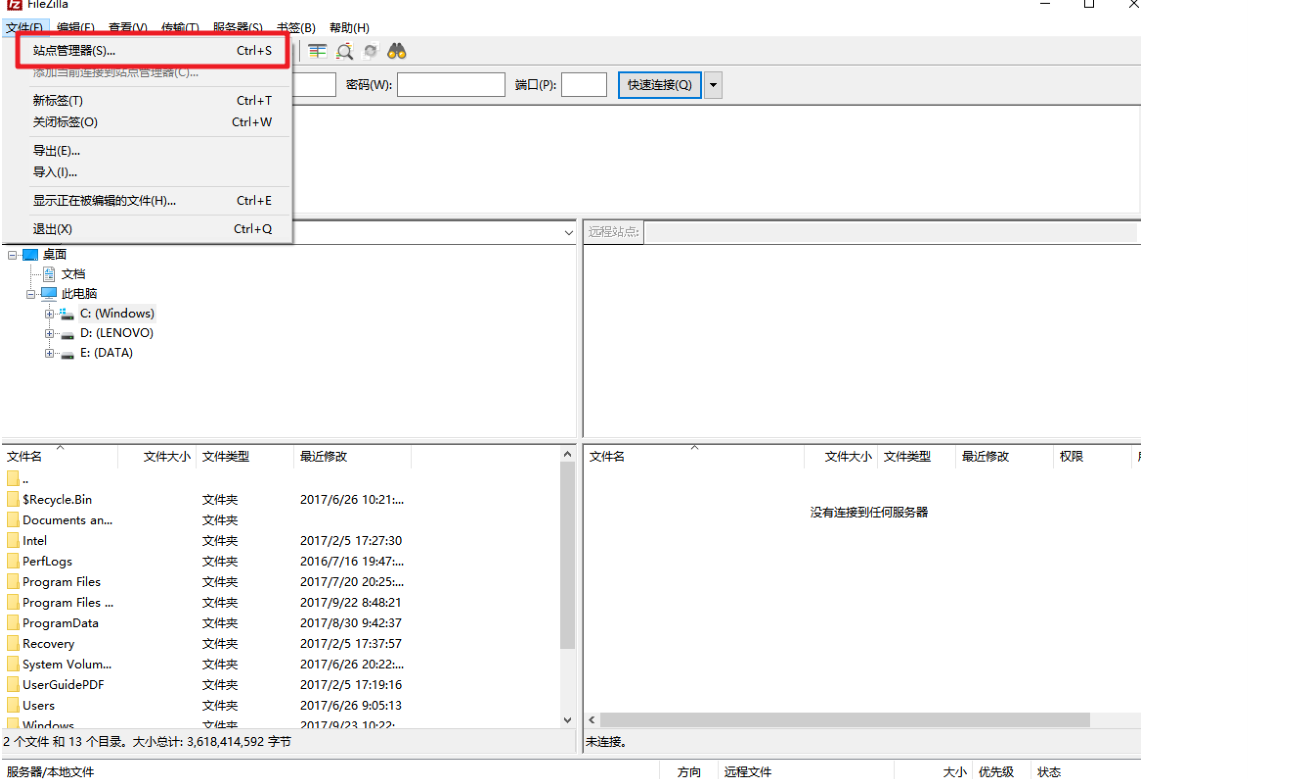 FileZilla
文件(F) 编辑(E) 查看(V) 传输(T) 服务器(S) 书签(B) 帮助(H)
站点管理器(S)... Ctrl+S
添加当前连接到站点管理器(C)...
密码(W): 端口(P): 快速连接(Q)
新标签(T) Ctrl+T
关闭标签(O) Ctrl+W
导出(E)...
导入(I)...
显示正在被编辑的文件(H)... Ctrl+E
退出(X) Ctrl+Q
远程站点:
桌面
文档
此电脑
C: (Windows)
D: (LENOVO)
E: (DATA)
文件名 文件大小 文件类型 最近修改
..
$Recycle.Bin 文件夹 2017/6/26 10:21:...
Documents an... 文件夹
Intel 文件夹 2017/2/5 17:27:30
PerfLogs 文件夹 2016/7/16 19:47:...
Program Files 文件夹 2017/7/20 20:25:...
Program Files ... 文件夹 2017/9/22 8:48:21
ProgramData 文件夹 2017/8/30 9:42:37
Recovery 文件夹 2017/2/5 17:37:57
System Volum... 文件夹 2017/6/26 20:22:...
UserGuidePDF 文件夹 2017/2/5 17:19:16
Users 文件夹 2017/6/26 9:05:13
Windows 文件夹 2017/9/23 10:22:
2 个文件 和 13 个目录。大小总计: 3,618,414,592 字节
文件名 文件大小 文件类型 最近修改 权限
没有连接到任何服务器
未连接。
服务器/本地文件 方向 远程文件 大小 优先级 状态